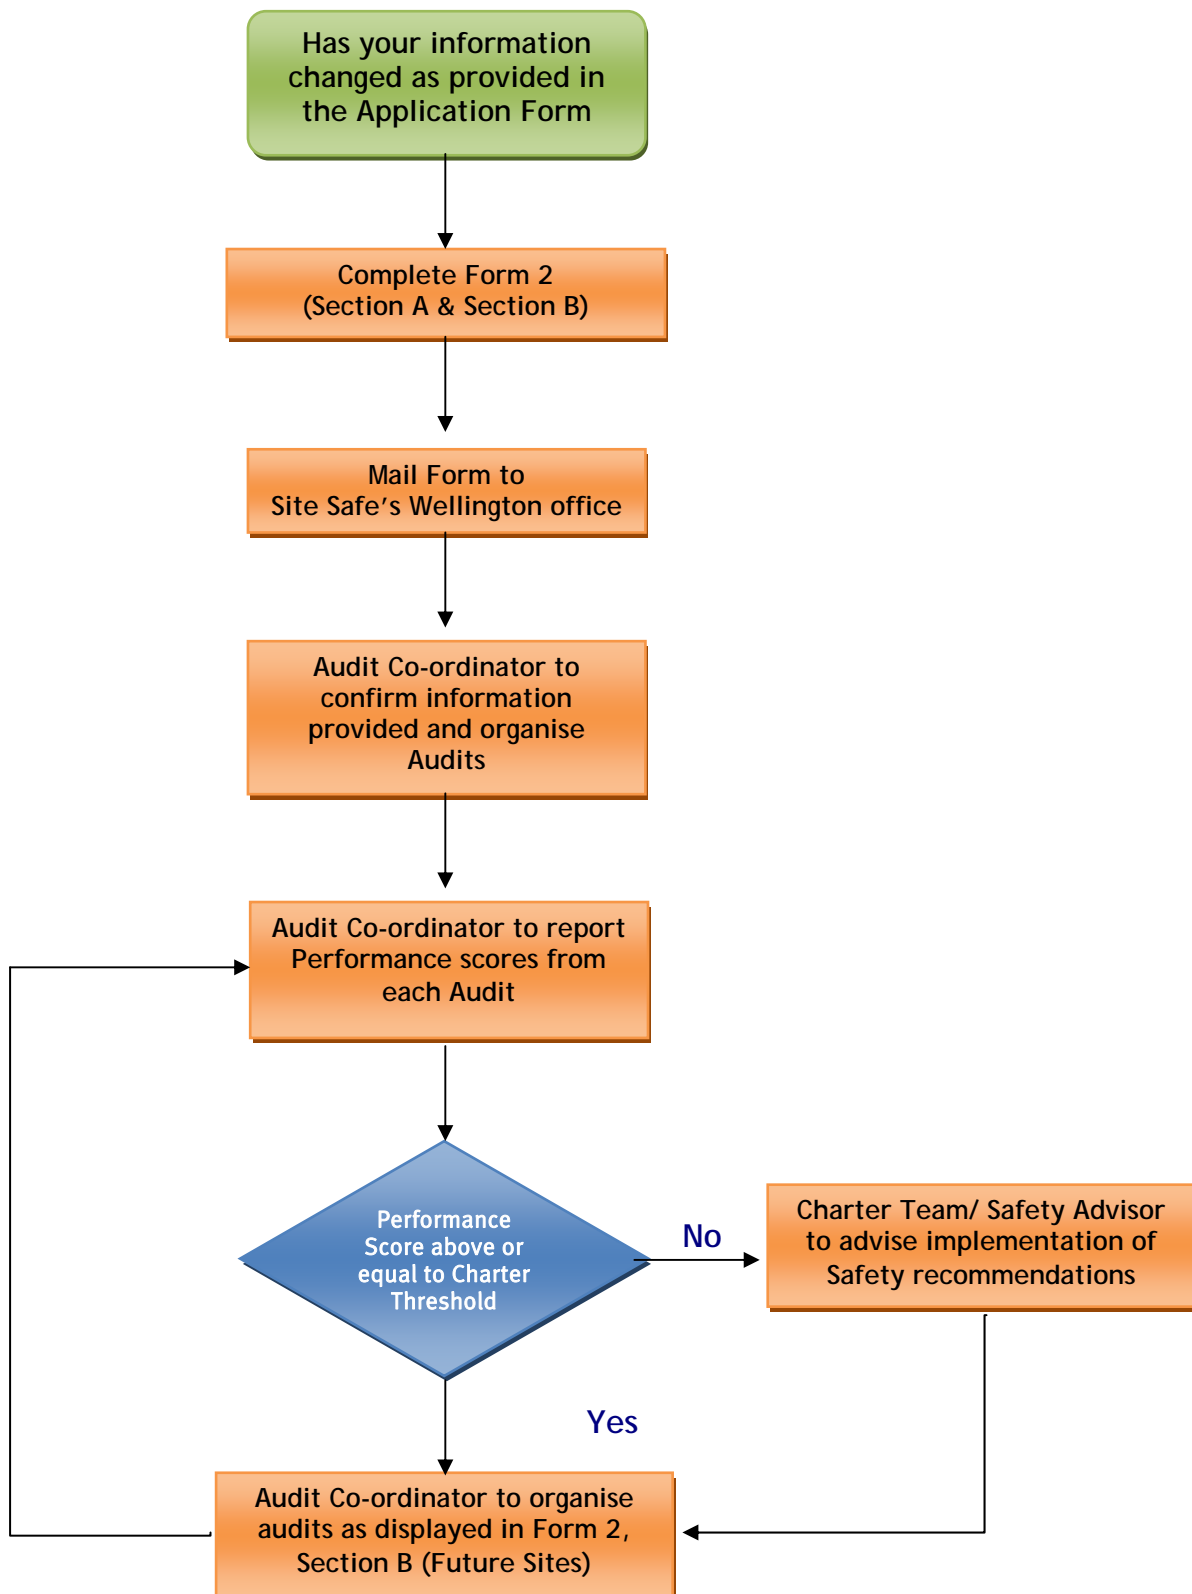 Has your information
changed as provided in
the Application Form
Complete Form 2
(Section A & Section B)
Mail Form to
Site Safe's Wellington office
Audit Co-ordinator to
confirm information
provided and organise
Audits
Audit Co-ordinator to report
Performance scores from
each Audit
Performance
Score above or
equal to Charter
Threshold
No
Charter Team/ Safety Advisor
to advise implementation of
Safety recommendations
Yes
Audit Co-ordinator to organise
audits as displayed in Form 2,
Section B (Future Sites)